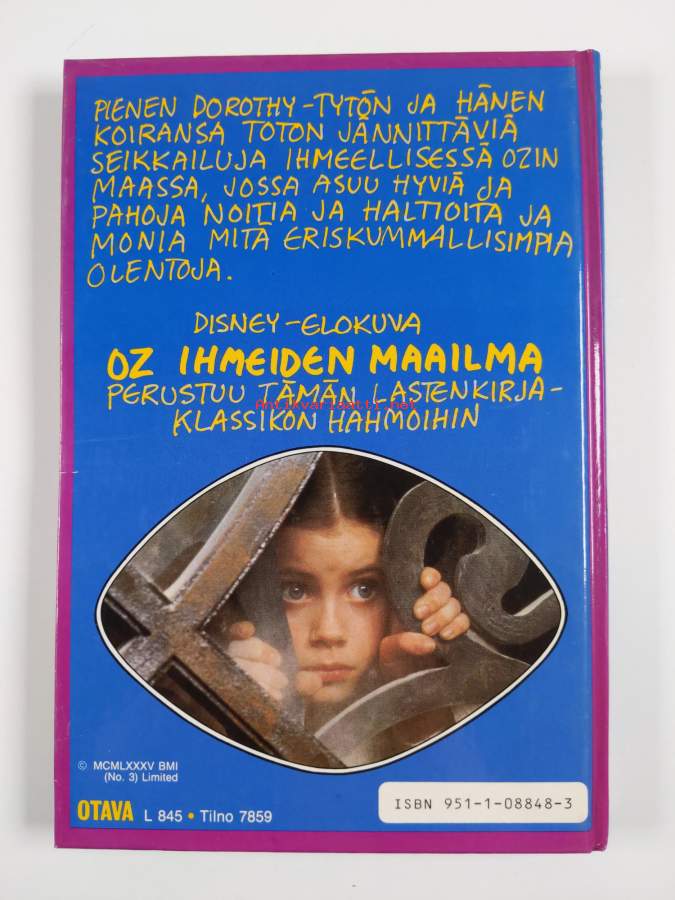 PIENEN DOROTHY-TYTÖN JA HÄNEN
KOIRANSA TOTON JÄNNITTÄVIÄ
SEIKKAILUJA IHMEELLISESSÄ OZIN
MAASSA, JOSSA ASUU HYVIÄ JA
PAHOJA NOITIA JA HALTIOITA JA
MONIA MITÄ ERISKUMMALLISIMPIA
OLENTOJA.
DISNEY-ELOKUVA
OZ IHMEIDEN MAAILMA
PERUSTUU TÄMÄN LASTENKIRJA-
antikvariaatti.net
KLASSIKON HAHMOIHIN
© MCMLXXXV BMI
(No. 3) Limited
OTAVA L 845 • Tilno 7859
ISBN 951-1-08848-3